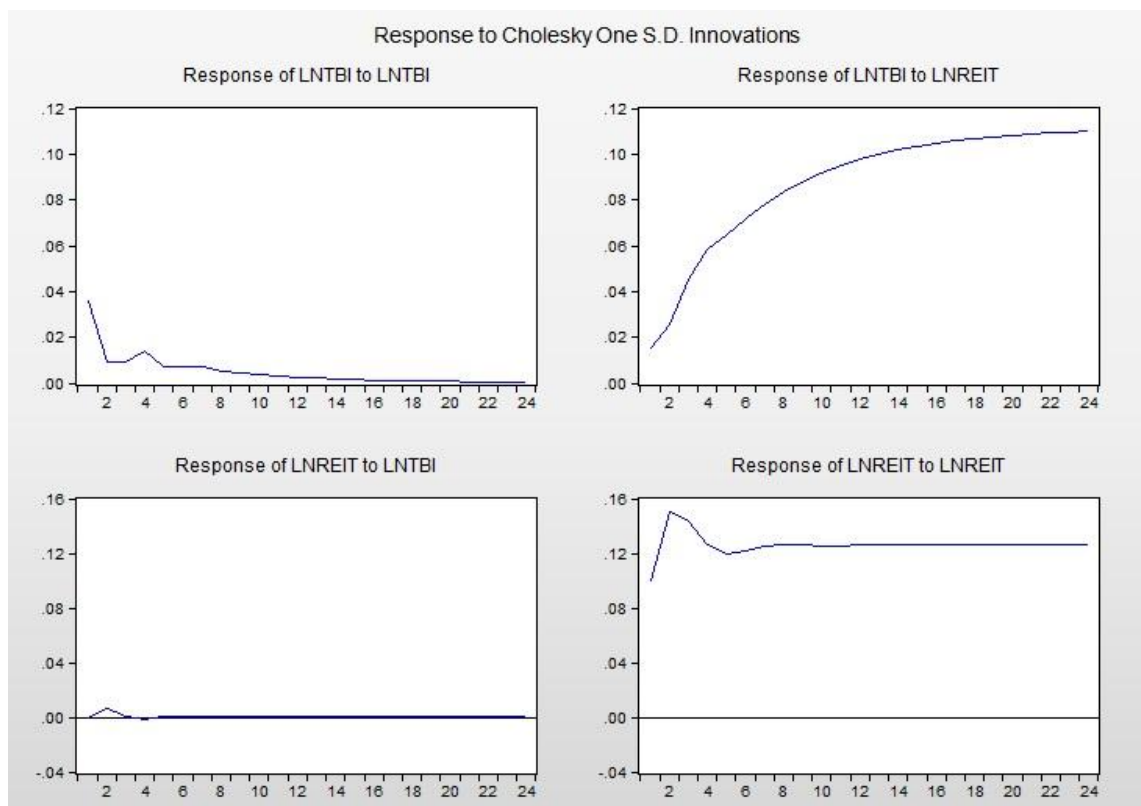 Response to Cholesky One S.D. Innovations
Response of LNTBI to LNTBI
.12
.10
.08
.06
.04
.02
.00
2 4 6 8 10 12 14 16 18 20 22 24
Response of LNTBI to LNREIT
.12
.10
.08
.06
.04
.02
.00
2 4 6 8 10 12 14 16 18 20 22 24
Response of LNREIT to LNTBI
.16
.12
.08
.04
.00
-.04
2 4 6 8 10 12 14 16 18 20 22 24
Response of LNREIT to LNREIT
.16
.12
.08
.04
.00
-.04
2 4 6 8 10 12 14 16 18 20 22 24